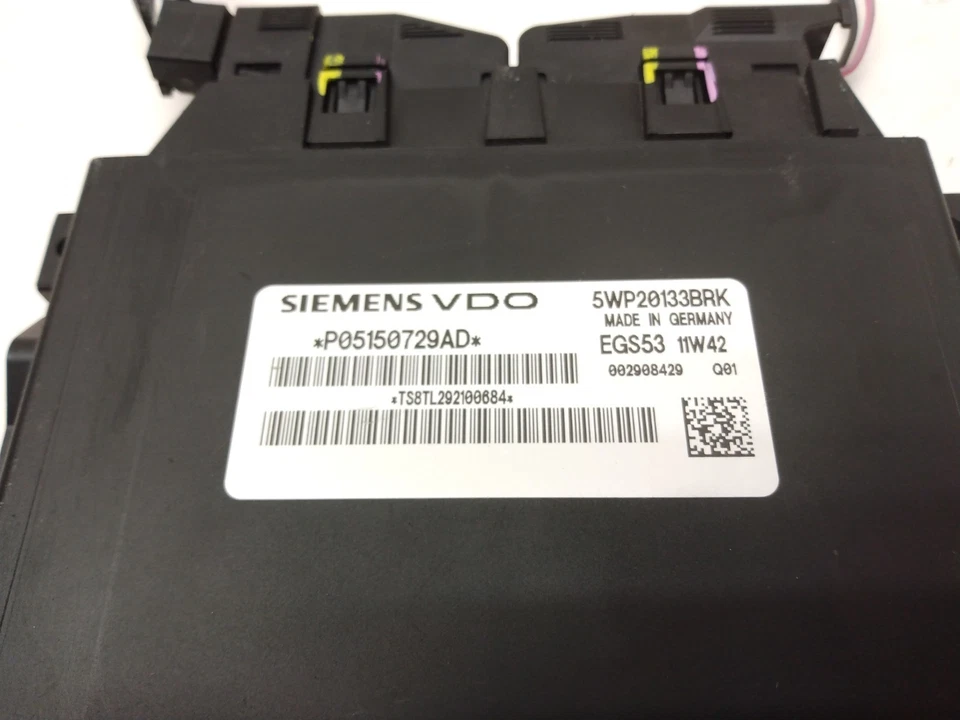 SIEMENS VDO
5WP20133BRK
MADE IN GERMANY
*P05150729AD*
EGS53 11W42
002908429 Q01
*TS8TL292100684*